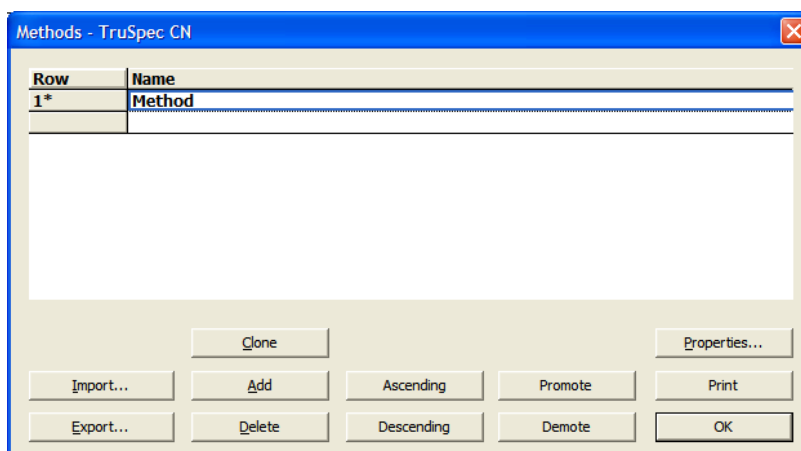 Methods - TruSpec CN
Row Name
1* Method
Clone Properties...
Import... Add Ascending Promote Print
Export... Delete Descending Demote OK